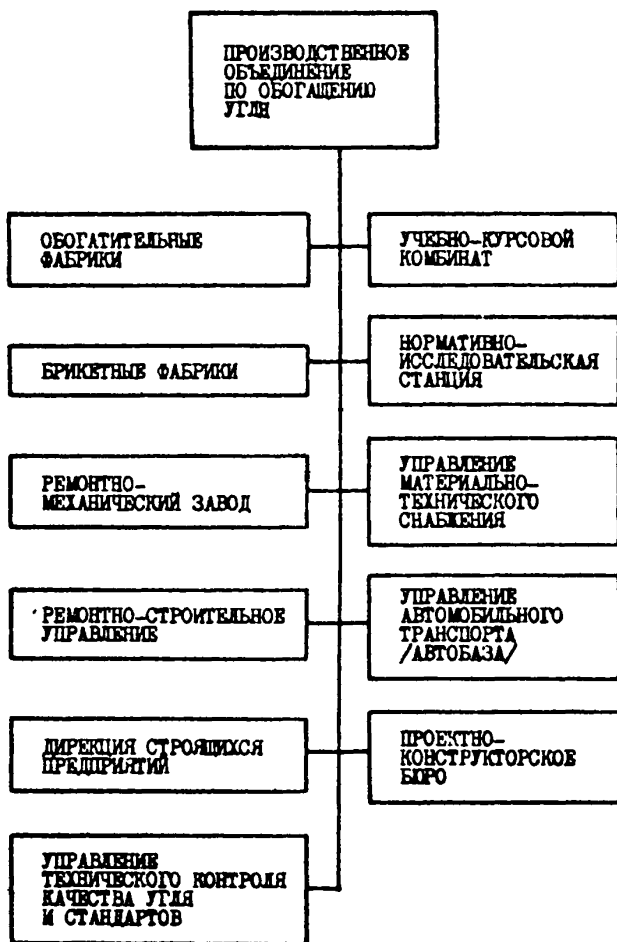 ПРОИЗВОДСТВЕННОЕ
ОБЪЕДИНЕНИЕ
ПО ОБОГАЩЕНИЮ
УГЛЯ
ОБОГАТИТЕЛЬНЫЕ
ФАБРИКИ
УЧЕБНО-КУРСОВОЙ
КОМБИНАТ
БРИКЕТНЫЕ ФАБРИКИ
НОРМАТИВНО-
ИССЛЕДОВАТЕЛЬСКАЯ
СТАНЦИЯ
РЕМОНТНО-
МЕХАНИЧЕСКИЙ ЗАВОД
УПРАВЛЕНИЕ
МАТЕРИАЛЬНО-
ТЕХНИЧЕСКОГО
СНАБЖЕНИЯ
РЕМОНТНО-СТРОИТЕЛЬНОЕ
УПРАВЛЕНИЕ
УПРАВЛЕНИЕ
АВТОМОБИЛЬНОГО
ТРАНСПОРТА
/АВТОБАЗА/
ДИРЕКЦИЯ СТРОЯЩИХСЯ
ПРЕДПРИЯТИЙ
ПРОЕКТНО-
КОНСТРУКТОРСКОЕ
БЮРО
УПРАВЛЕНИЕ
ТЕХНИЧЕСКОГО КОНТРОЛЯ
КАЧЕСТВА УГЛЯ
И СТАНДАРТОВ